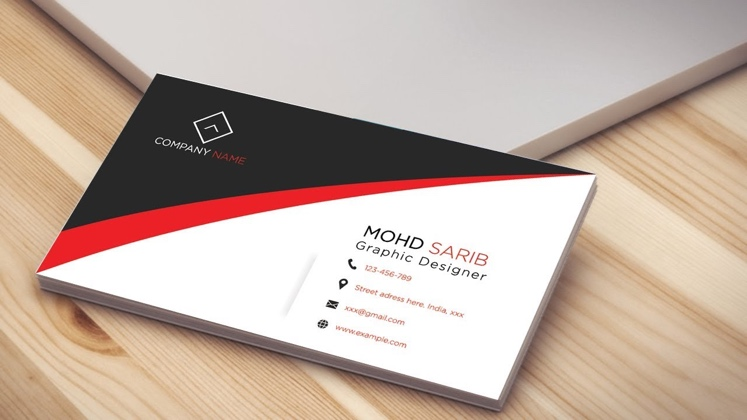 COMPANY NAME
MOHD SARIB
Graphic Designer
123-456-789
Street adress here, India, xxx
xxx@gmail.com
www.example.com